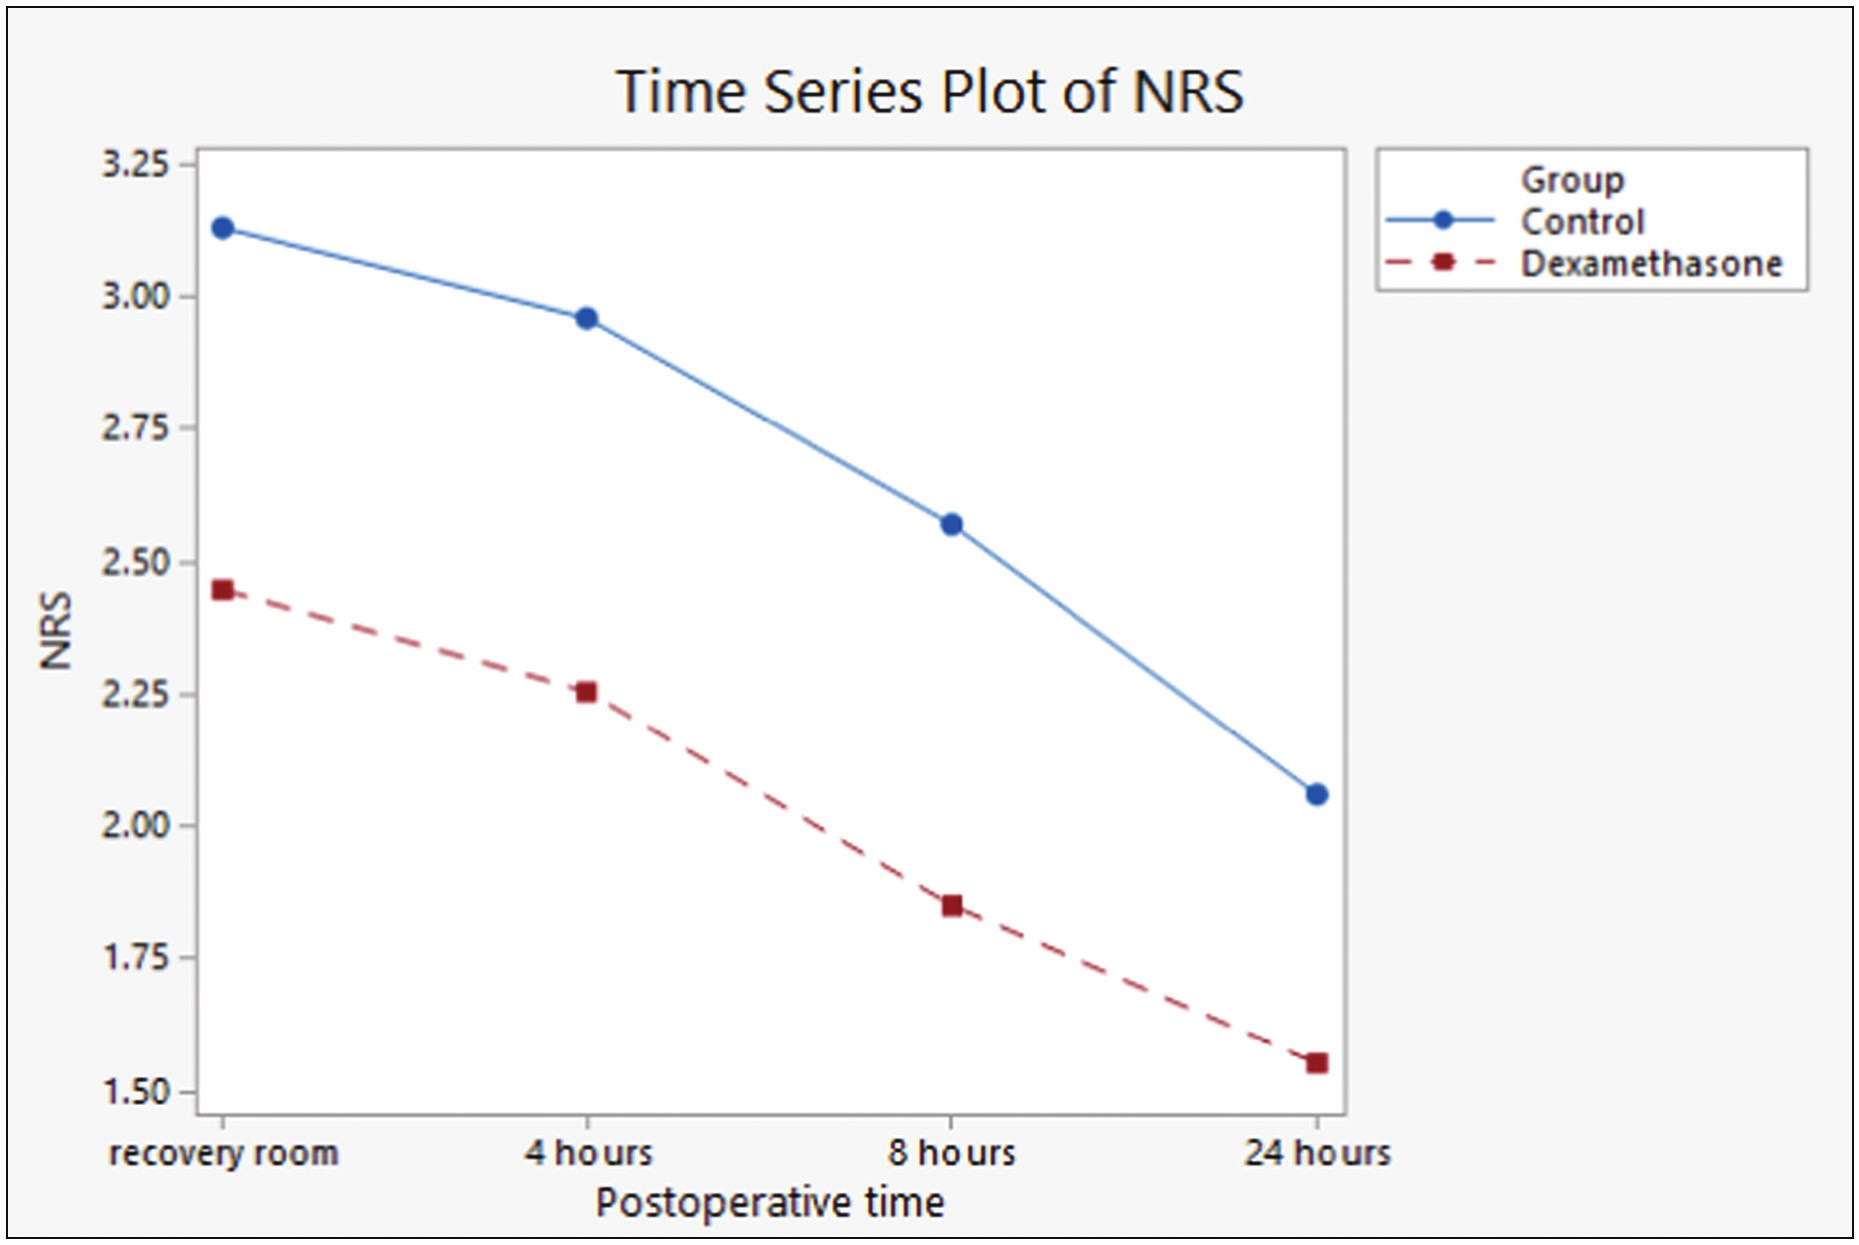 Time Series Plot of NRS
3.25
3.00
2.75
2.50
2.25
2.00
1.75
1.50
NRS
recovery room 4 hours 8 hours 24 hours
Postoperative time
Group
Control
Dexamethasone